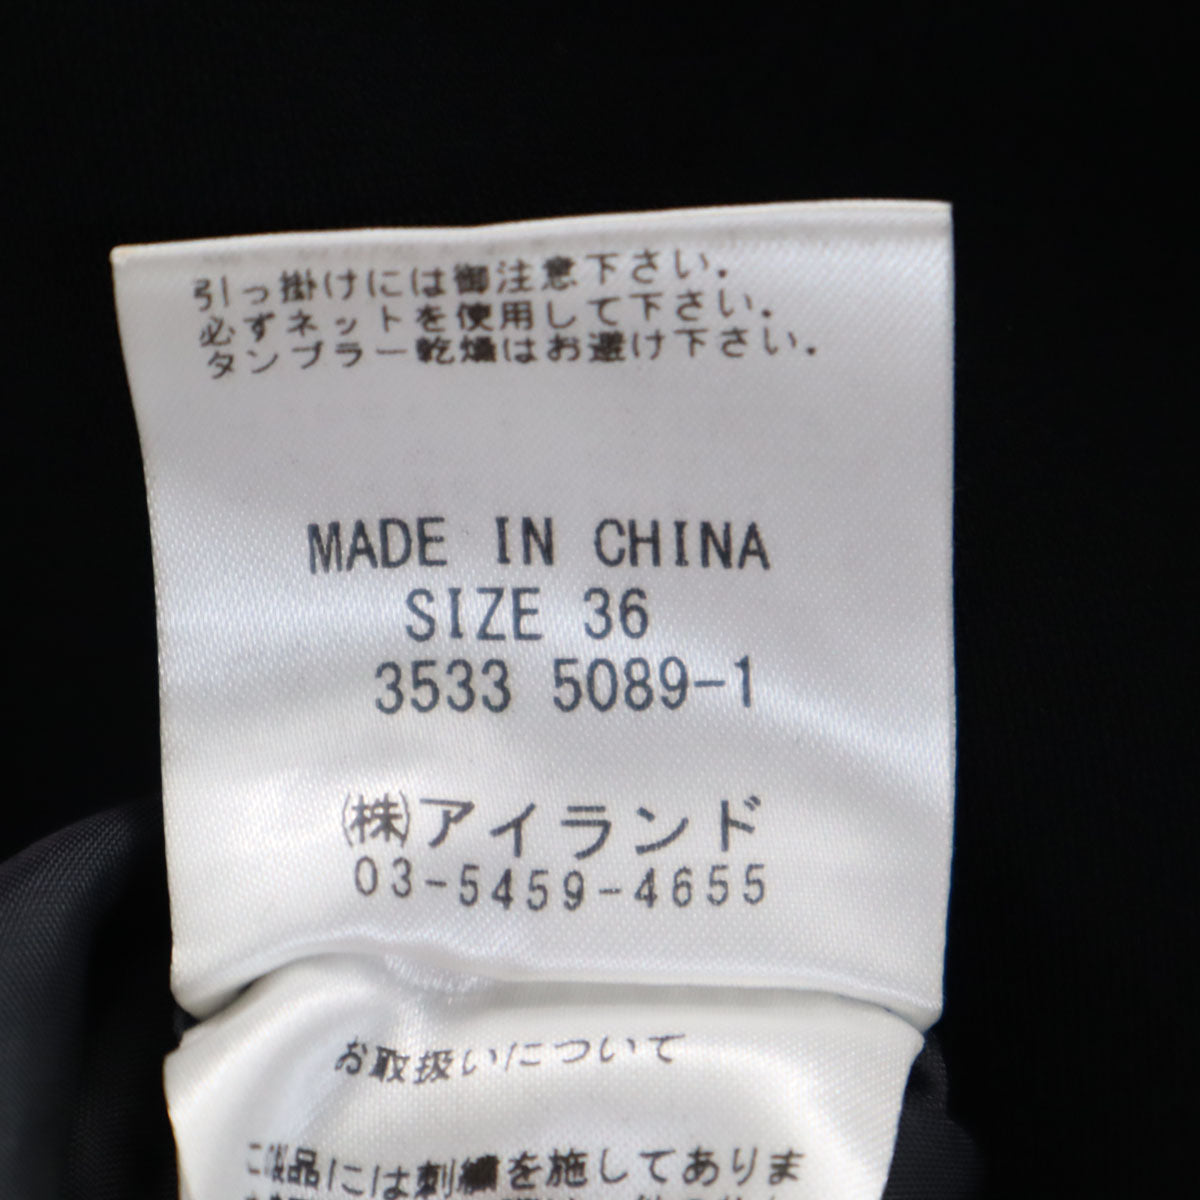 引っ掛けには御注意下さい.
必ずネットを使用して下さい.
タンブラー乾燥はお避け下さい.
MADE IN CHINA
SIZE 36
3533 5089-1
㈱アイランド
03-5459-4655
お取扱いについて
この製品には刺繍を施してありま